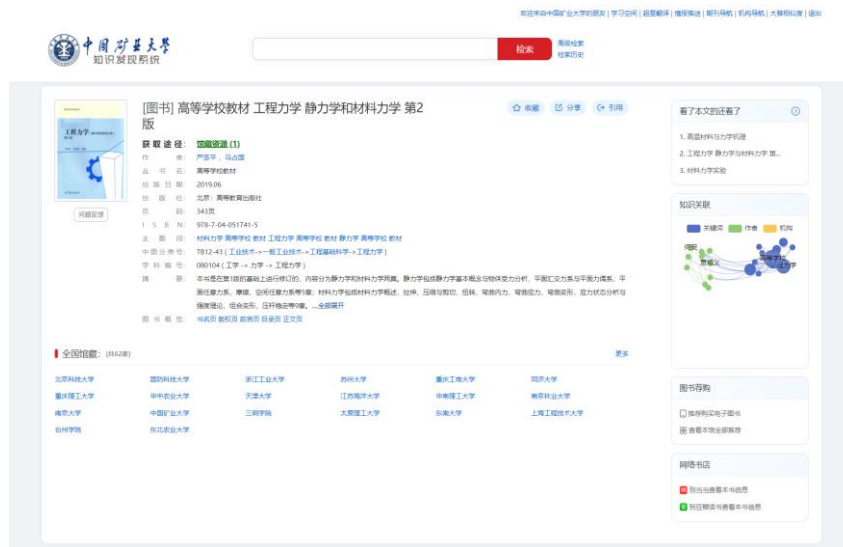 欢迎来自中国矿业大学的朋友 | 学习空间 | 超星翻译 | 情报推送 | 期刊导航 | 机构导航 | 大雅相似度 | 退出
中国矿业大学
知识发现系统
检索
高级检索
检索历史
[图书] 高等学校教材 工程力学 静力学和材料力学 第2版
收藏 分享 引用
获取途径: 馆藏资源 (1)
作 者:
丛 书 名: 高等学校教材
出 版 日 期: 2019.06
出 版 社: 北京:高等教育出版社
页 码: 343页
I S B N: 978-7-04-051741-5
主 题 词: 材料力学 高等学校 教材 工程力学 高等学校 教材 静力学 高等学校 教材
中图分类号: TB12-43 ( 工业技术->一般工业技术->工程基础科学->工程力学 )
学 科 编 号: 080104 ( 工学 -> 力学 -> 工程力学 )
摘 要: 本书是在第1版的基础上进行修订的,内容分为静力学和材料力学两篇。静力学包括静力学基本概念与物体受力分析、平面汇交力系与平面力偶系、平
面任意力系、摩擦、空间任意力系等5章;材料力学包括材料力学概述、拉伸、压缩与剪切、扭转、弯曲内力、弯曲应力、弯曲变形、应力状态分析与
强度理论、组合变形、压杆稳定等9章。...全部展开
图 书 概 览: 书名页 版权页 前言页 目录页 正文页
工程力学
问题反馈
全国馆藏: (共62家)
更多
北京科技大学 国防科技大学 浙江工业大学 苏州大学 重庆工商大学 同济大学
重庆理工大学 华中农业大学 天津大学 江苏海洋大学 华南理工大学 南京林业大学
南京大学 中国矿业大学 三明学院 太原理工大学 东南大学 上海工程技术大学
台州学院 东北农业大学
看了本文的还看了
1. 高温材料与力学机理
2. 工程力学 静力学与材料力学 第...
3. 材料力学实验
知识关联
关键词 作者 机构
高等学校
图书荐购
推荐购买电子图书
查看本馆全部推荐
网络书店
到当当查看本书信息
到豆瓣读书查看本书信息